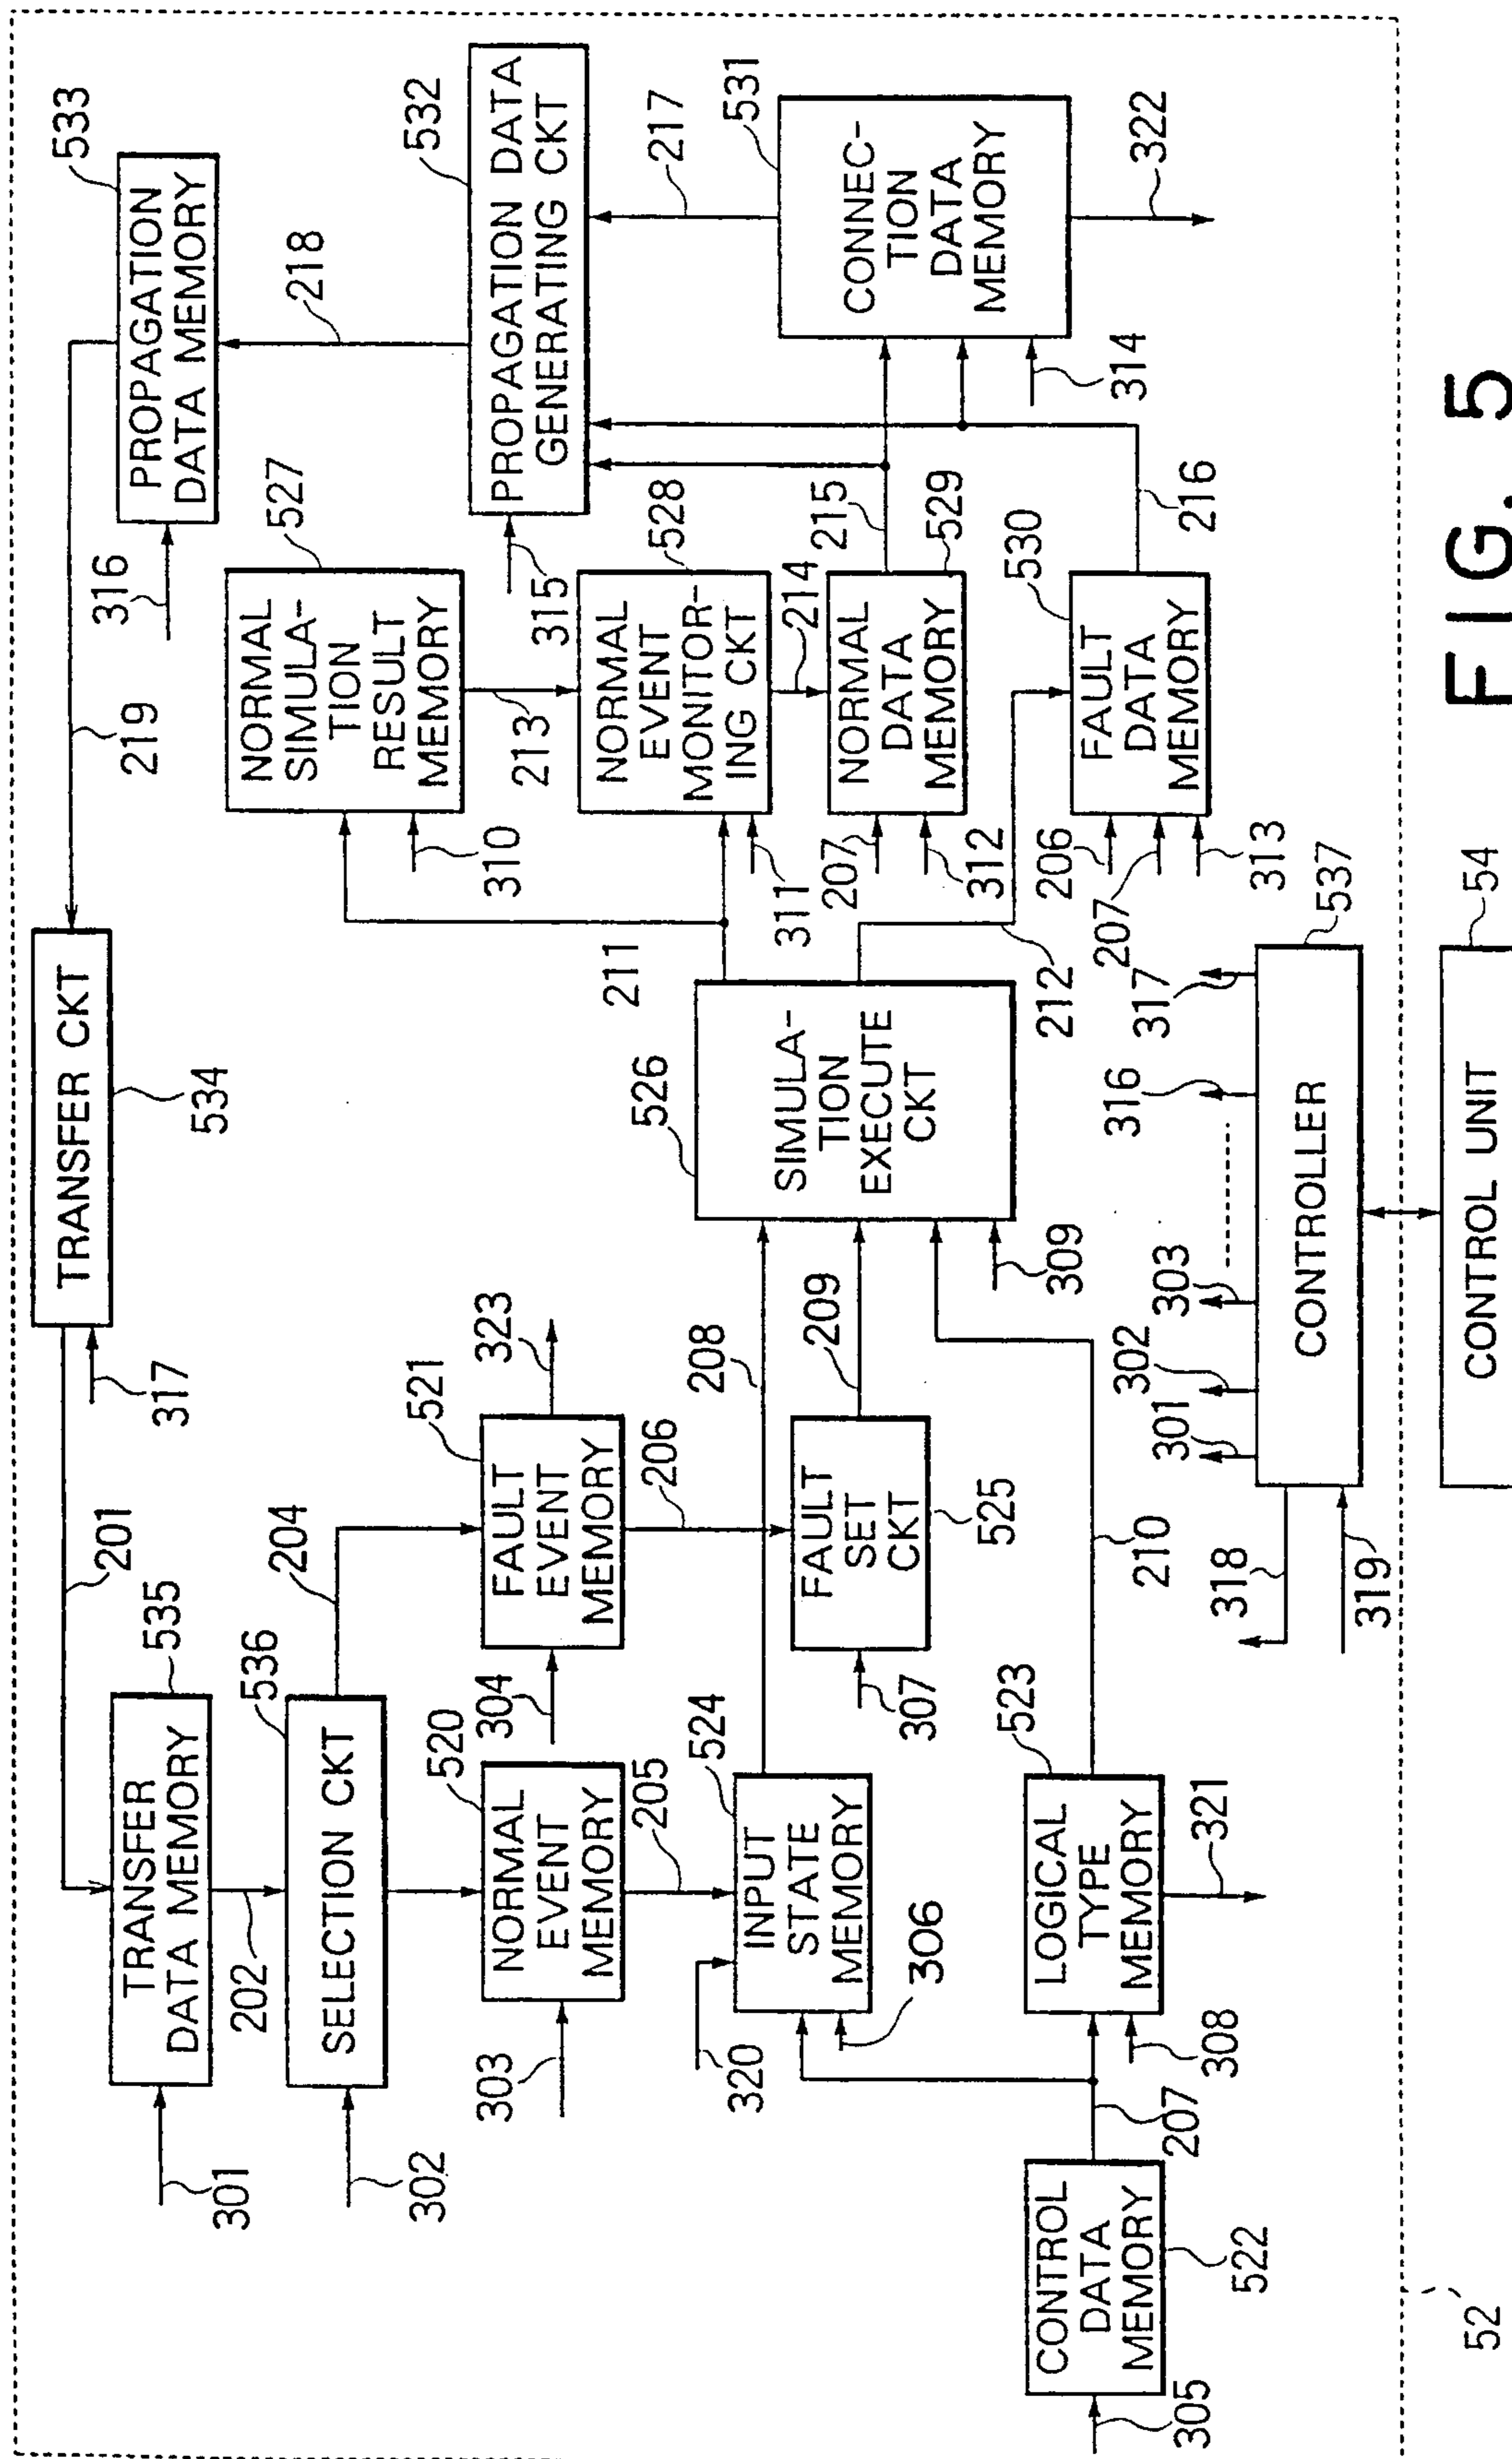 TRANSFER CKT
534
317
201
219
PROPAGATION
DATA MEMORY
533
316
218
TRANSFER
DATA MEMORY
535
301
202
SELECTION CKT
536
302
204
NORMAL
EVENT
MEMORY
520
303
205
FAULT
EVENT
MEMORY
521
304
323
206
NORMAL
SIMULA-
TION
RESULT
MEMORY
527
310
213
PROPAGATION DATA
GENERATING CKT
532
315
217
NORMAL
EVENT
MONITOR-
ING CKT
528
311
214
INPUT
STATE
MEMORY
524
320
306
208
FAULT
SET
CKT
525
307
209
SIMULA-
TION
EXECUTE
CKT
526
309
211
212
NORMAL
DATA
MEMORY
529
207
312
215
CONNEC-
TION
DATA
MEMORY
531
314
322
FAULT
DATA
MEMORY
530
206
207
313
216
CONTROL
DATA
MEMORY
522
305
207
LOGICAL
TYPE
MEMORY
523
308
321
210
CONTROLLER
537
301
302
303
316
317
318
319
CONTROL UNIT
54
52
FIG. 5